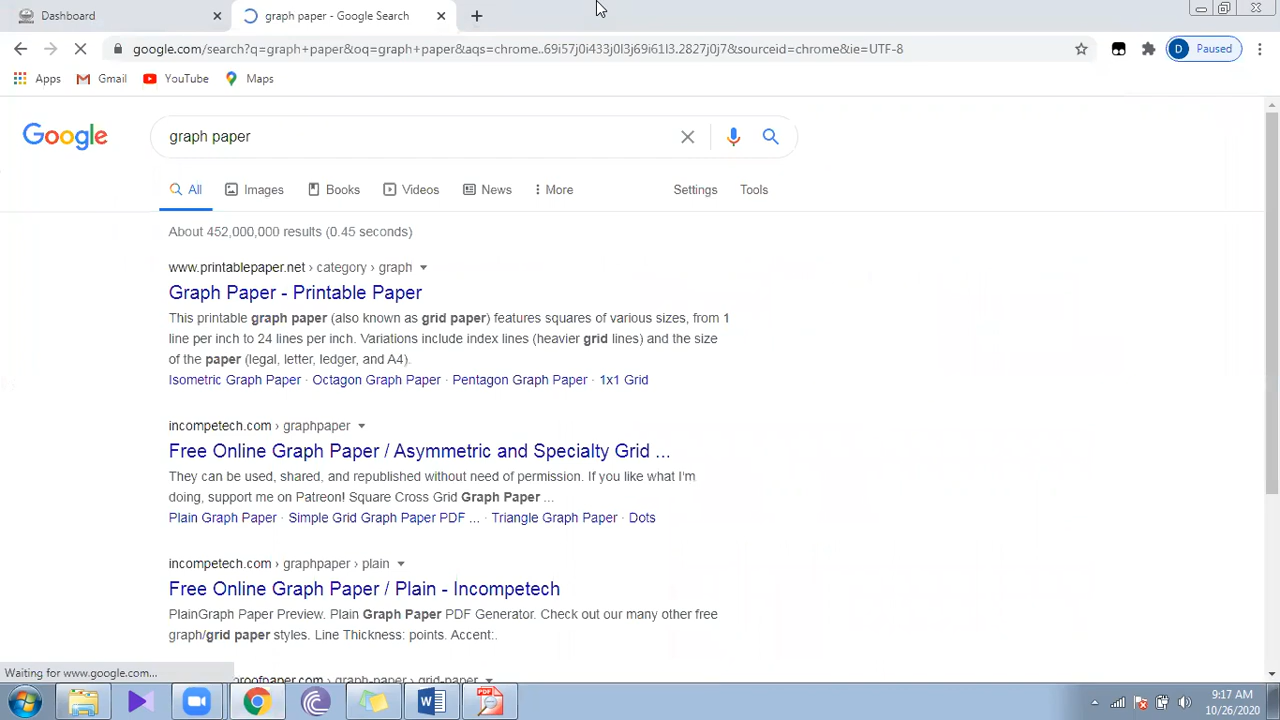 Dashboard
graph paper - Google Search
google.com/search?q=graph+paper&oq=graph+paper&aqs=chrome..69i57j0i433j0l3j69i61l3.2827j0j7&sourceid=chrome&ie=UTF-8
D Paused
Apps Gmail YouTube Maps
Google
graph paper
All Images Books Videos News More Settings Tools
About 452,000,000 results (0.45 seconds)
www.printablepaper.net › category › graph
Graph Paper - Printable Paper
This printable graph paper (also known as grid paper) features squares of various sizes, from 1
line per inch to 24 lines per inch. Variations include index lines (heavier grid lines) and the size
of the paper (legal, letter, ledger, and A4).
Isometric Graph Paper · Octagon Graph Paper · Pentagon Graph Paper · 1x1 Grid
incompetech.com › graphpaper
Free Online Graph Paper / Asymmetric and Specialty Grid ...
They can be used, shared, and republished without need of permission. If you like what I'm
doing, support me on Patreon! Square Cross Grid Graph Paper ...
Plain Graph Paper · Simple Grid Graph Paper PDF ... · Triangle Graph Paper · Dots
incompetech.com › graphpaper › plain
Free Online Graph Paper / Plain - Incompetech
PlainGraph Paper Preview. Plain Graph Paper PDF Generator. Check out our many other free
graph/grid paper styles. Line Thickness: points. Accent:.
Waiting for www.google.com...
roofpaper.com › graph-paper › grid-paper
W PDF
9:17 AM
10/26/2020